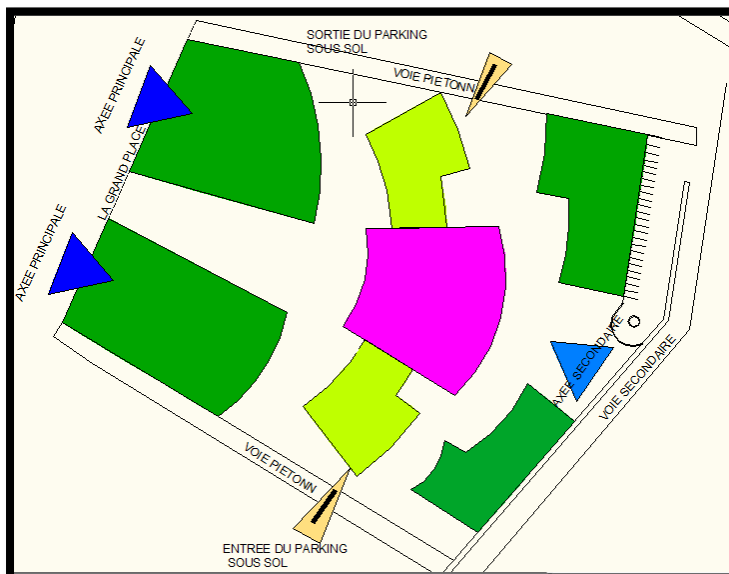 SORTIE DU PARKING
SOUS SOL
VOIE PIETONN
AXEE PRINCIPALE
LA GRAND PLACE
AXEE PRINCIPALE
AXEE SECONDAIRE
VOIE SECONDAIRE
VOIE PIETONN
ENTREE DU PARKING
SOUS SOL